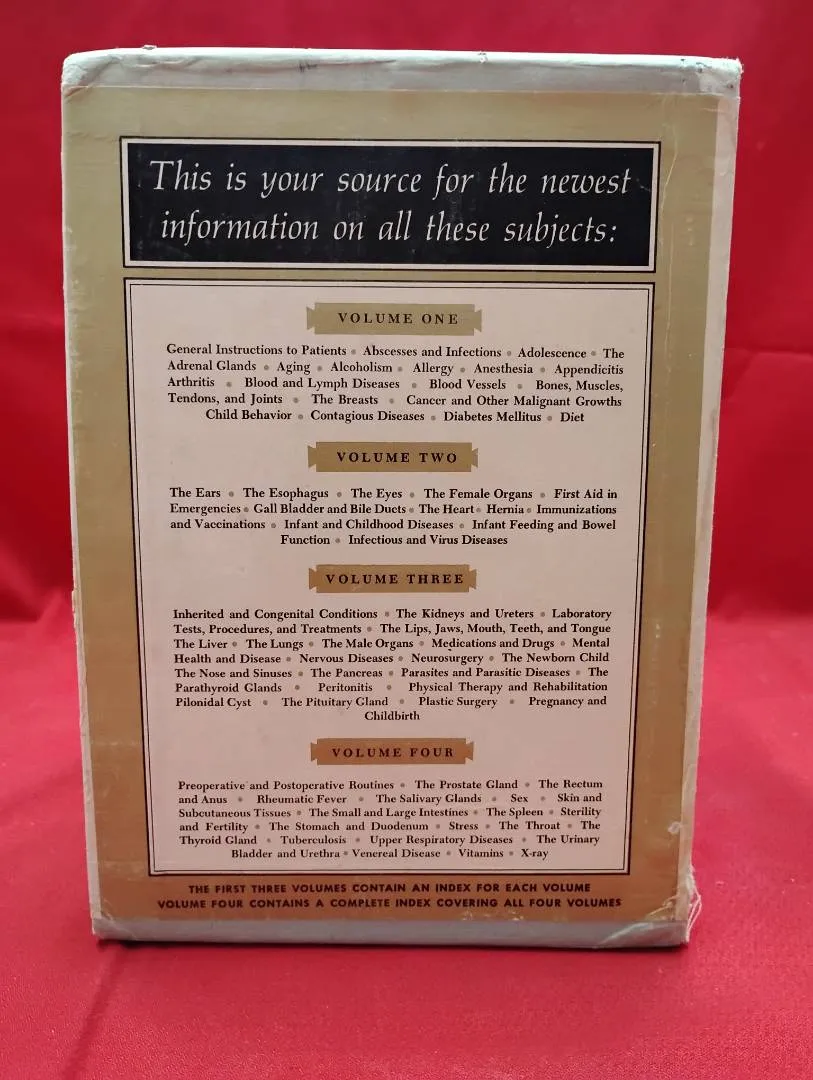 This is your source for the newest
information on all these subjects:
VOLUME ONE
General Instructions to Patients • Abscesses and Infections • Adolescence • The
Adrenal Glands • Aging • Alcoholism • Allergy • Anesthesia • Appendicitis
Arthritis • Blood and Lymph Diseases • Blood Vessels • Bones, Muscles,
Tendons, and Joints • The Breasts • Cancer and Other Malignant Growths
Child Behavior • Contagious Diseases • Diabetes Mellitus • Diet
VOLUME TWO
The Ears • The Esophagus • The Eyes • The Female Organs • First Aid in
Emergencies • Gall Bladder and Bile Ducts • The Heart • Hernia • Immunizations
and Vaccinations • Infant and Childhood Diseases • Infant Feeding and Bowel
Function • Infectious and Virus Diseases
VOLUME THREE
Inherited and Congenital Conditions • The Kidneys and Ureters • Laboratory
Tests, Procedures, and Treatments • The Lips, Jaws, Mouth, Teeth, and Tongue
The Liver • The Lungs • The Male Organs • Medications and Drugs • Mental
Health and Disease • Nervous Diseases • Neurosurgery • The Newborn Child
The Nose and Sinuses • The Pancreas • Parasites and Parasitic Diseases • The
Parathyroid Glands • Peritonitis • Physical Therapy and Rehabilitation
Pilonidal Cyst • The Pituitary Gland • Plastic Surgery • Pregnancy and
Childbirth
VOLUME FOUR
Preoperative and Postoperative Routines • The Prostate Gland • The Rectum
and Anus • Rheumatic Fever • The Salivary Glands • Sex • Skin and
Subcutaneous Tissues • The Small and Large Intestines • The Spleen • Sterility
and Fertility • The Stomach and Duodenum • Stress • The Throat • The
Thyroid Gland • Tuberculosis • Upper Respiratory Diseases • The Urinary
Bladder and Urethra • Venereal Disease • Vitamins • X-ray
THE FIRST THREE VOLUMES CONTAIN AN INDEX FOR EACH VOLUME
VOLUME FOUR CONTAINS A COMPLETE INDEX COVERING ALL FOUR VOLUMES